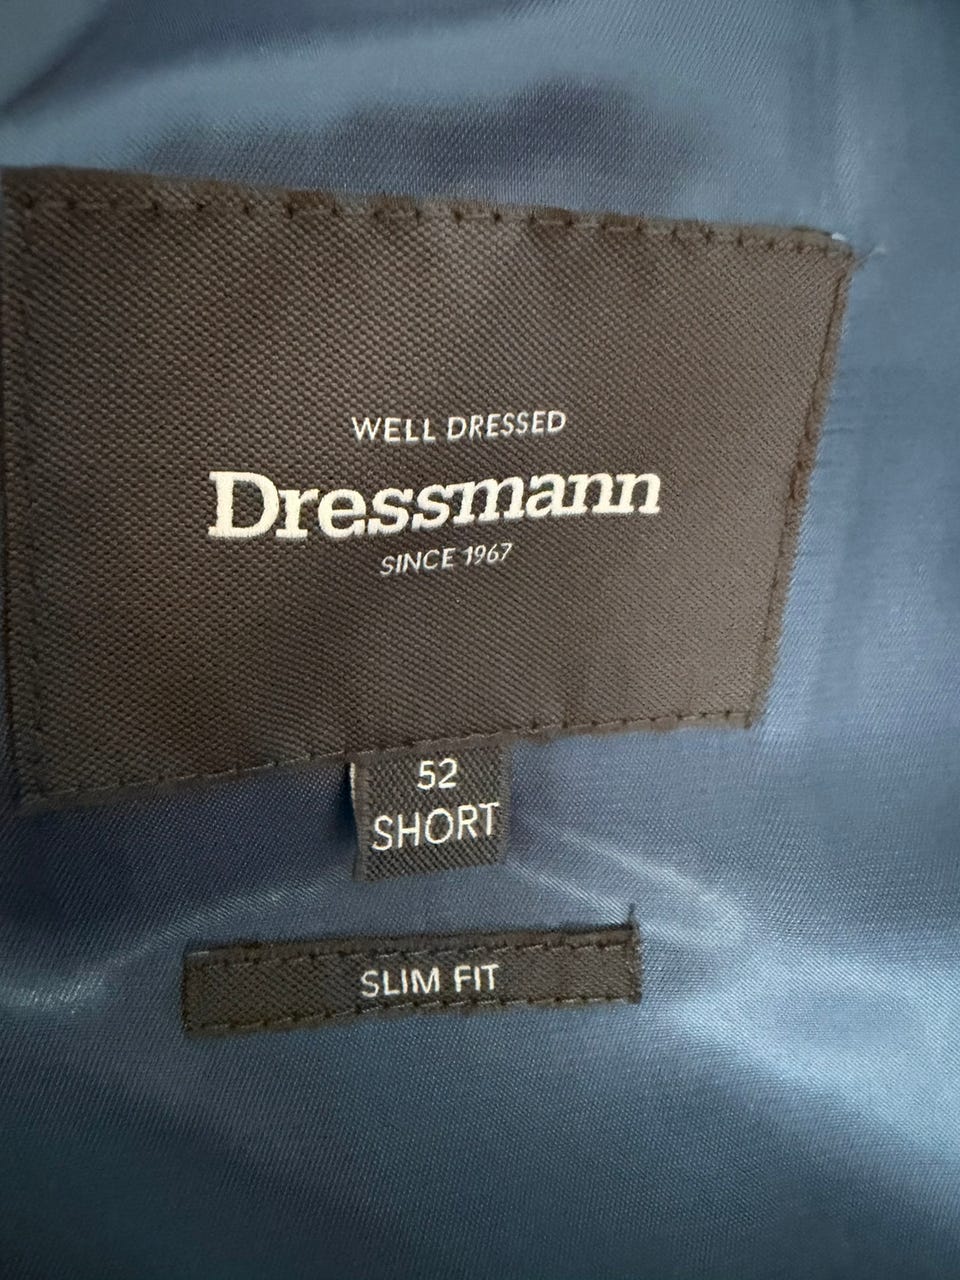 WELL DRESSED
Dressmann
SINCE 1967
52
SHORT
SLIM FIT